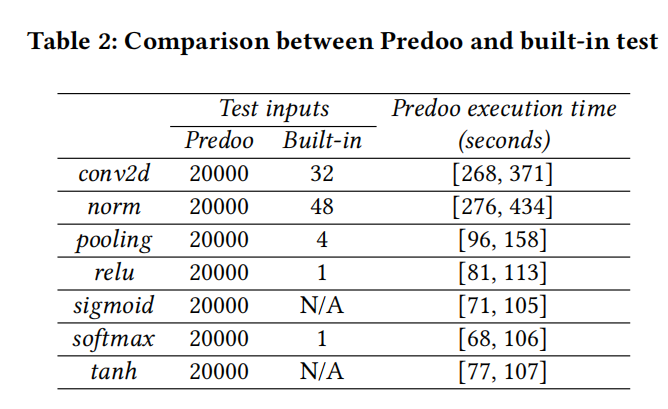 Table 2: Comparison between Predoo and built-in test
Test inputs Predoo execution time
Predoo Built-in (seconds)
conv2d 20000 32 [268, 371]
norm 20000 48 [276, 434]
pooling 20000 4 [96, 158]
relu 20000 1 [81, 113]
sigmoid 20000 N/A [71, 105]
softmax 20000 1 [68, 106]
tanh 20000 N/A [77, 107]